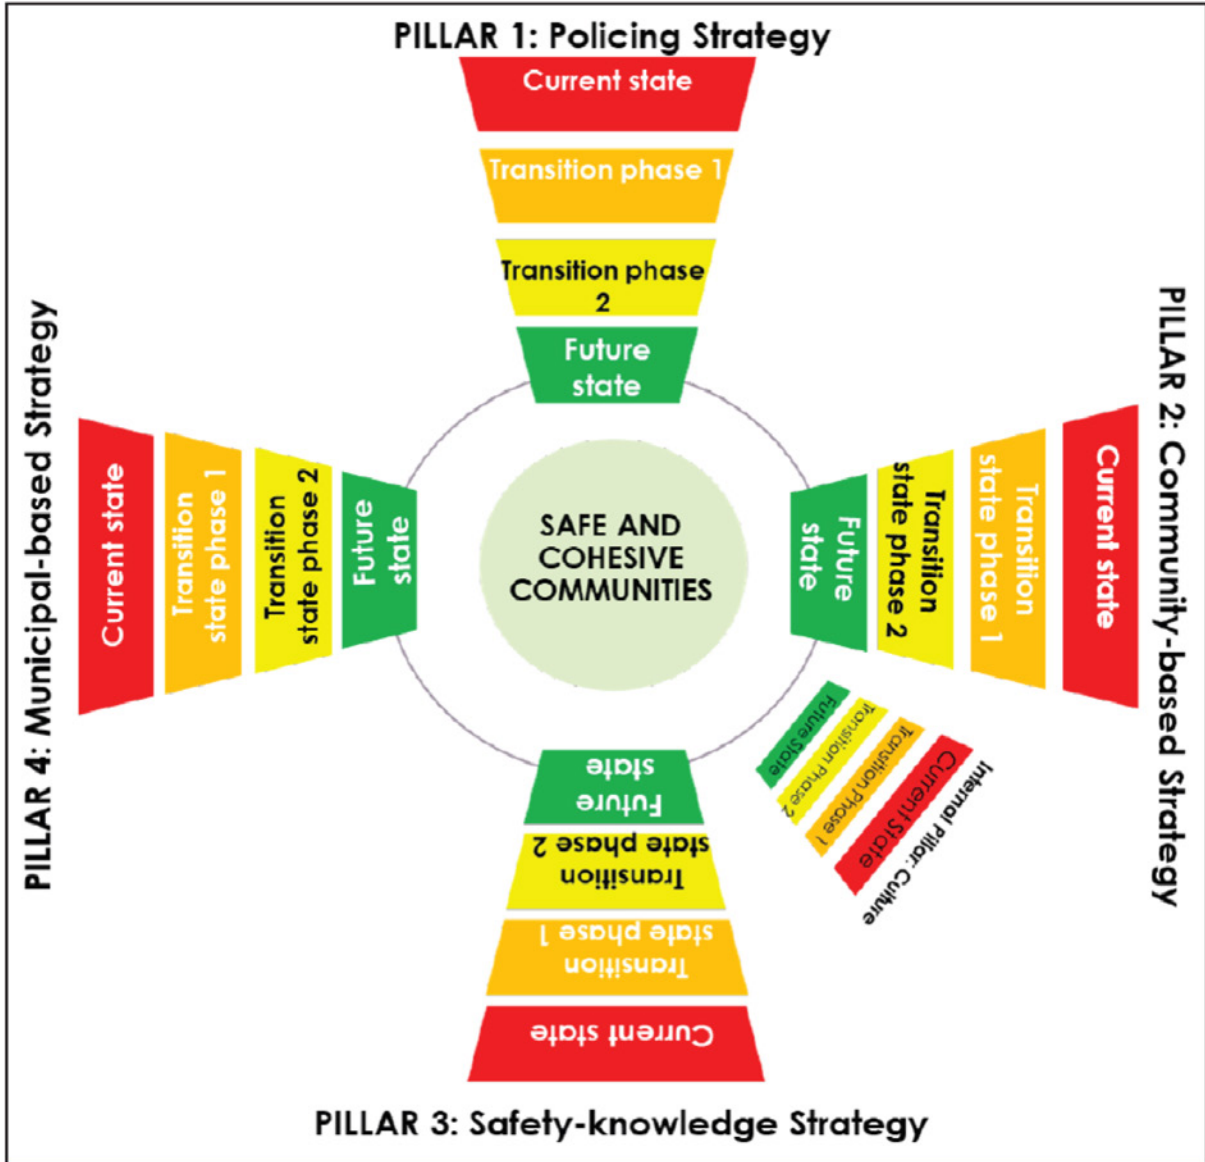 PILLAR 1: Policing Strategy
Current state
Transition phase 1
Transition phase
2
Future
state
PILLAR 4: Municipal-based Strategy
Current state
Transition
state phase 1
Transition
state phase 2
Future
state
SAFE AND
COHESIVE
COMMUNITIES
Future
state
Transition
state phase 2
Transition
state phase 1
Current state
PILLAR 2: Community-based Strategy
Future State
Transition Phase 2
Transition Phase 1
Current State
Internal Pillar: Culture
Future
state
Transition
state phase 2
Transition
state phase 1
Current state
PILLAR 3: Safety-knowledge Strategy